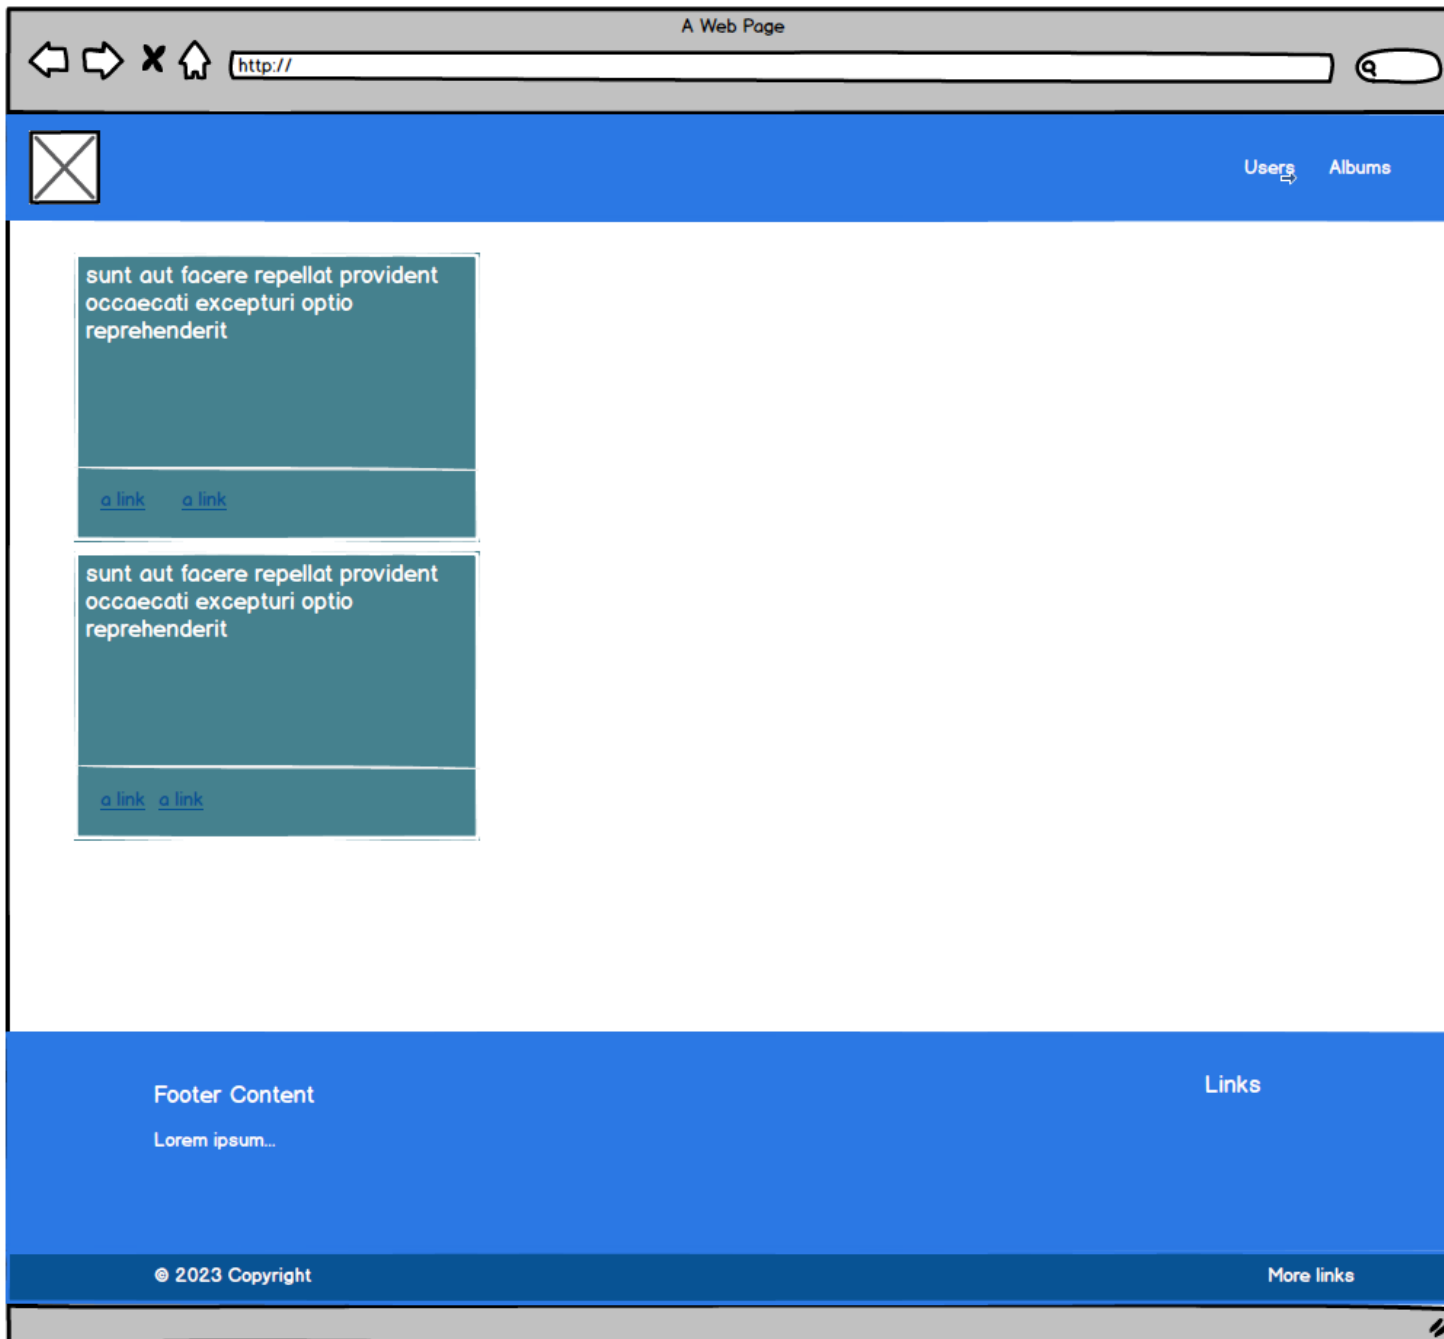 A Web Page
http://
Users Albums
sunt aut facere repellat provident
occaecati excepturi optio
reprehenderit
a link a link
sunt aut facere repellat provident
occaecati excepturi optio
reprehenderit
a link a link
Footer Content
Links
Lorem ipsum...
© 2023 Copyright More links